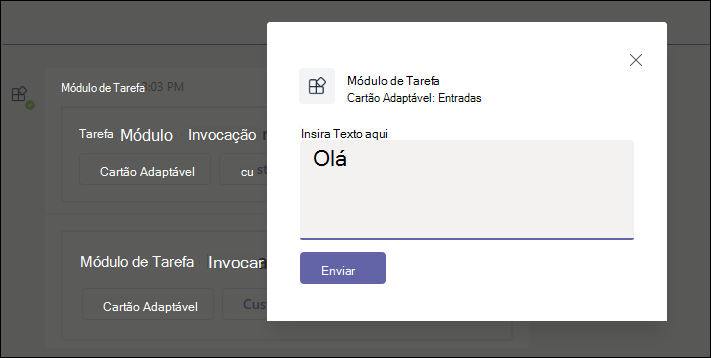 Módulo de Tarefa :03 PM
Tarefa Módulo Invocação
Cartão Adaptável cu st
Módulo de Tarefa Invocar
Cartão Adaptável Cus
Módulo de Tarefa
Cartão Adaptável: Entradas
Insira Texto aqui
Olá
Enviar